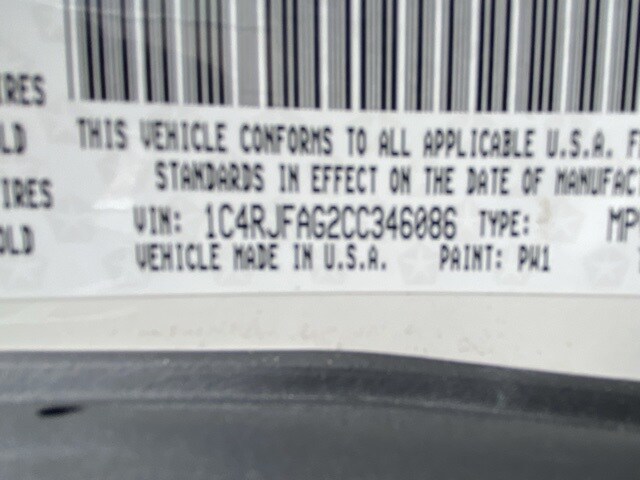 IRES
LD
IRES
OLD
THIS VEHICLE CONFORMS TO ALL APPLICABLE U.S.A. F
STANDARDS IN EFFECT ON THE DATE OF MANUFAC
VIN: 1C4RJFAG2CC346086 TYPE: MP
VEHICLE MADE IN U.S.A. PAINT: PW1